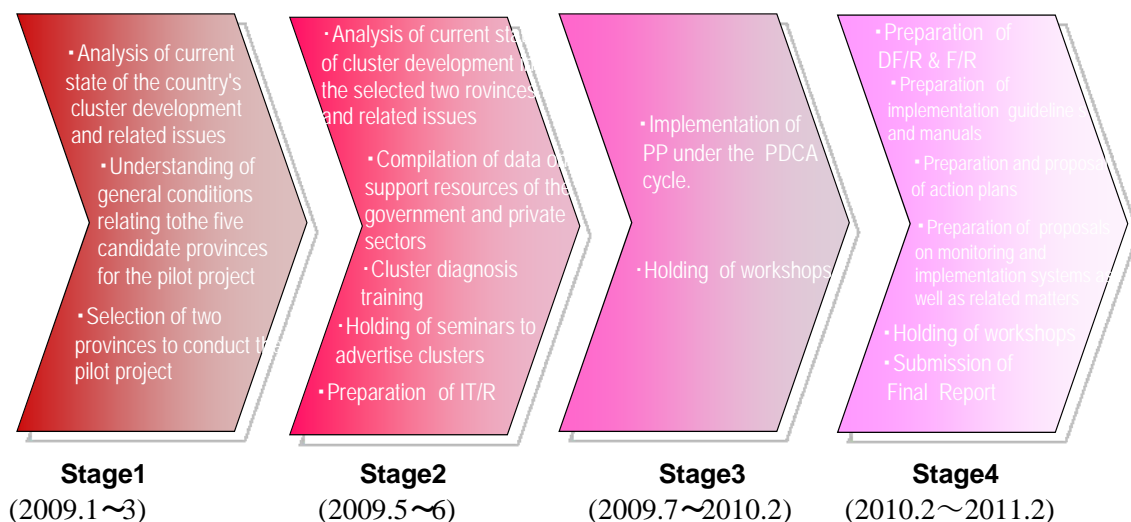 ・Analysis of current
state of the country's
cluster development
and related issues
・Understanding of
general conditions
relating tothe five
candidate provinces
for the pilot project
・Selection of two
provinces to conduct the
pilot project
Stage1
(2009.1～3)
・Analysis of current sta
of cluster development i
the selected two rovinces
and related issues
・Compilation of data o
support resources of the
government and private
sectors
・Cluster diagnosis
training
・Holding of seminars to
advertise clusters
・Preparation of IT/R
Stage2
(2009.5～6)
・Implementation of
PP under the PDCA
cycle.
・Holding of workshops
Stage3
(2009.7～2010.2)
・Preparation of
DF/R & F/R
・Preparation of
implementation guidelines
and manuals
・Preparation and proposal
of action plans
・Preparation of proposals
on monitoring and
implementation systems as
well as related matters
・Holding of workshops
・Submission of
Final Report
Stage4
(2010.2～2011.2)